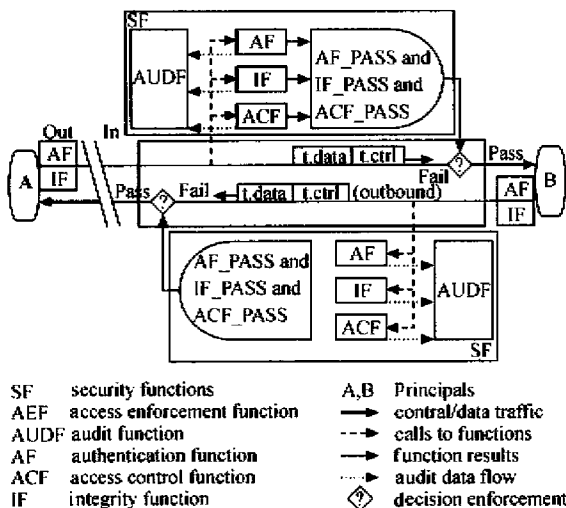 SF
AUDF
AF
IF
ACF
AF_PASS and
IF_PASS and
ACF_PASS
Out
In
AF
IF
A
t.data t.ctrl
?
Pass
Fail
B
Pass
Fail
?
t.data t.ctrl (outbound)
AF
IF
AF_PASS and
IF_PASS and
ACF_PASS
AF
IF
ACF
AUDF
SF
SF security functions
AEF access enforcement function
AUDF audit function
AF authentication function
ACF access control function
IF integrity function
A,B Principals
contral/data traffic
calls to functions
function results
audit data flow
? decision enforcement